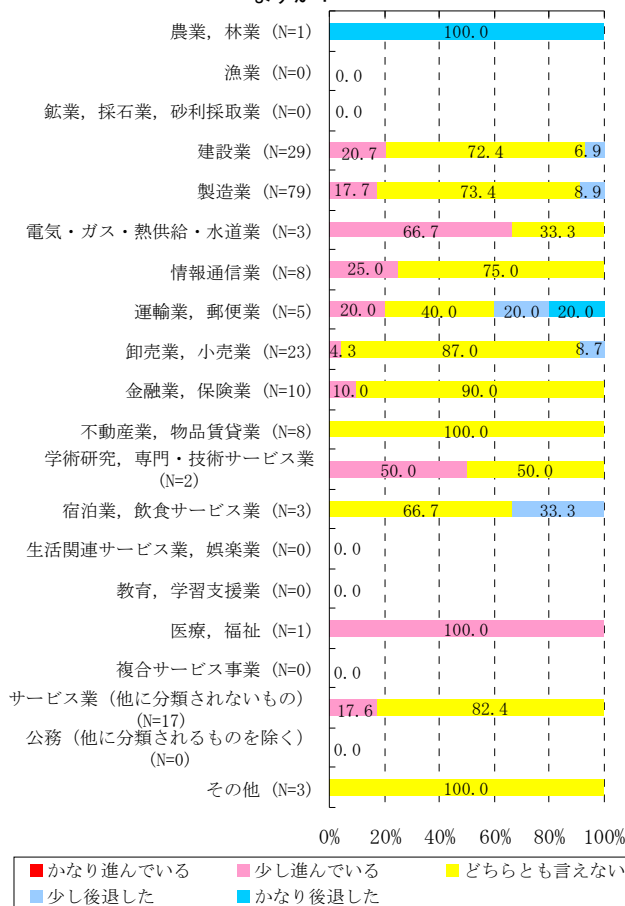 農業，林業 (N=1)
100.0
漁業 (N=0)
0.0
鉱業，採石業，砂利採取業 (N=0)
0.0
建設業 (N=29)
20.7 72.4 6.9
製造業 (N=79)
17.7 73.4 8.9
電気・ガス・熱供給・水道業 (N=3)
66.7 33.3
情報通信業 (N=8)
25.0 75.0
運輸業，郵便業 (N=5)
20.0 40.0 20.0 20.0
卸売業，小売業 (N=23)
4.3 87.0 8.7
金融業，保険業 (N=10)
10.0 90.0
不動産業，物品賃貸業 (N=8)
100.0
学術研究，専門・技術サービス業
(N=2)
50.0 50.0
宿泊業，飲食サービス業 (N=3)
66.7 33.3
生活関連サービス業，娯楽業 (N=0)
0.0
教育，学習支援業 (N=0)
0.0
医療，福祉 (N=1)
100.0
複合サービス事業 (N=0)
0.0
サービス業（他に分類されないもの）
(N=17)
17.6 82.4
公務（他に分類されるものを除く）
(N=0)
0.0
その他 (N=3)
100.0
0% 20% 40% 60% 80% 100%
かなり進んでいる 少し進んでいる どちらとも言えない
少し後退した かなり後退した